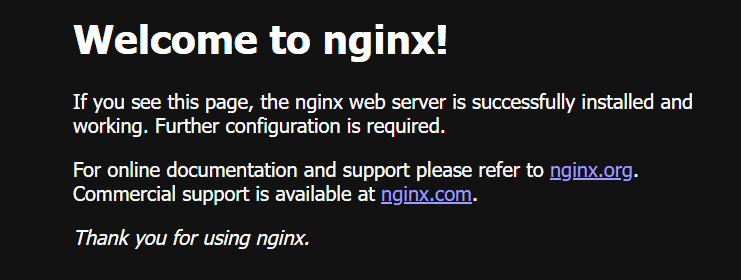 Welcome to nginx!
If you see this page, the nginx web server is successfully installed and
working. Further configuration is required.
For online documentation and support please refer to nginx.org.
Commercial support is available at nginx.com.
Thank you for using nginx.